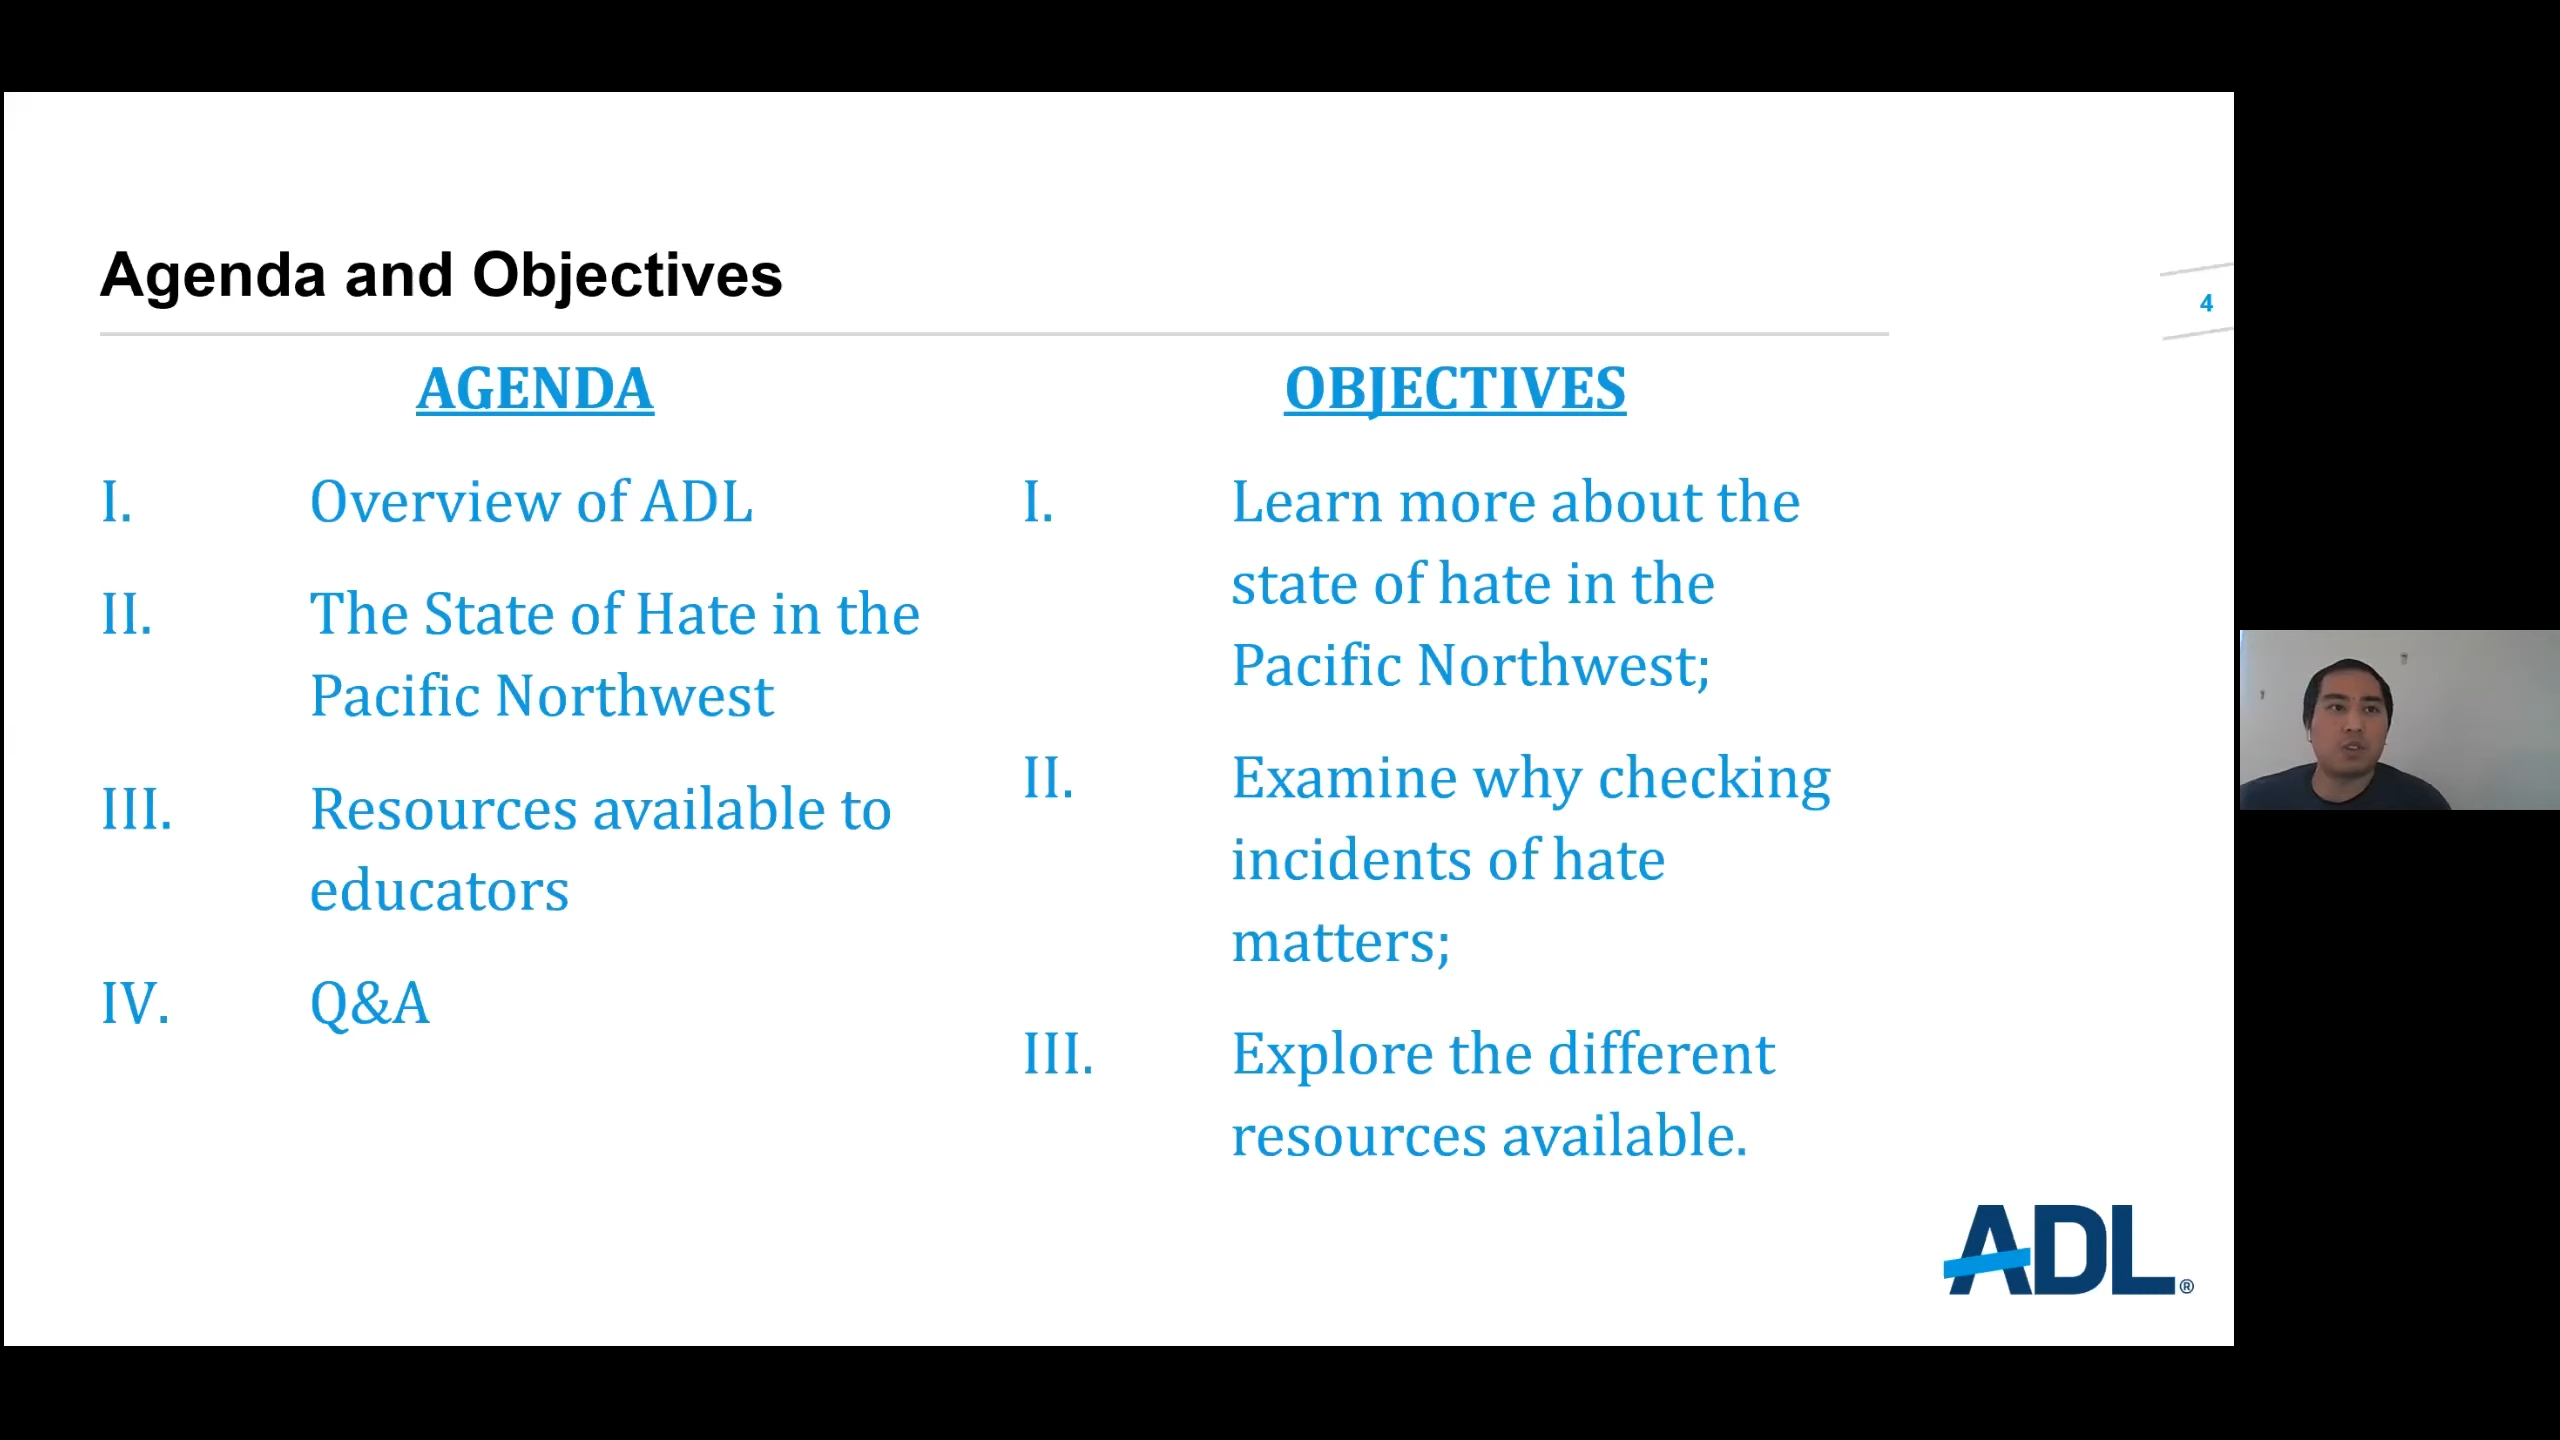 Agenda and Objectives
4
AGENDA
I. Overview of ADL
II. The State of Hate in the
Pacific Northwest
III. Resources available to
educators
IV. Q&A
OBJECTIVES
I. Learn more about the
state of hate in the
Pacific Northwest;
II. Examine why checking
incidents of hate
matters;
III. Explore the different
resources available.
ADL®